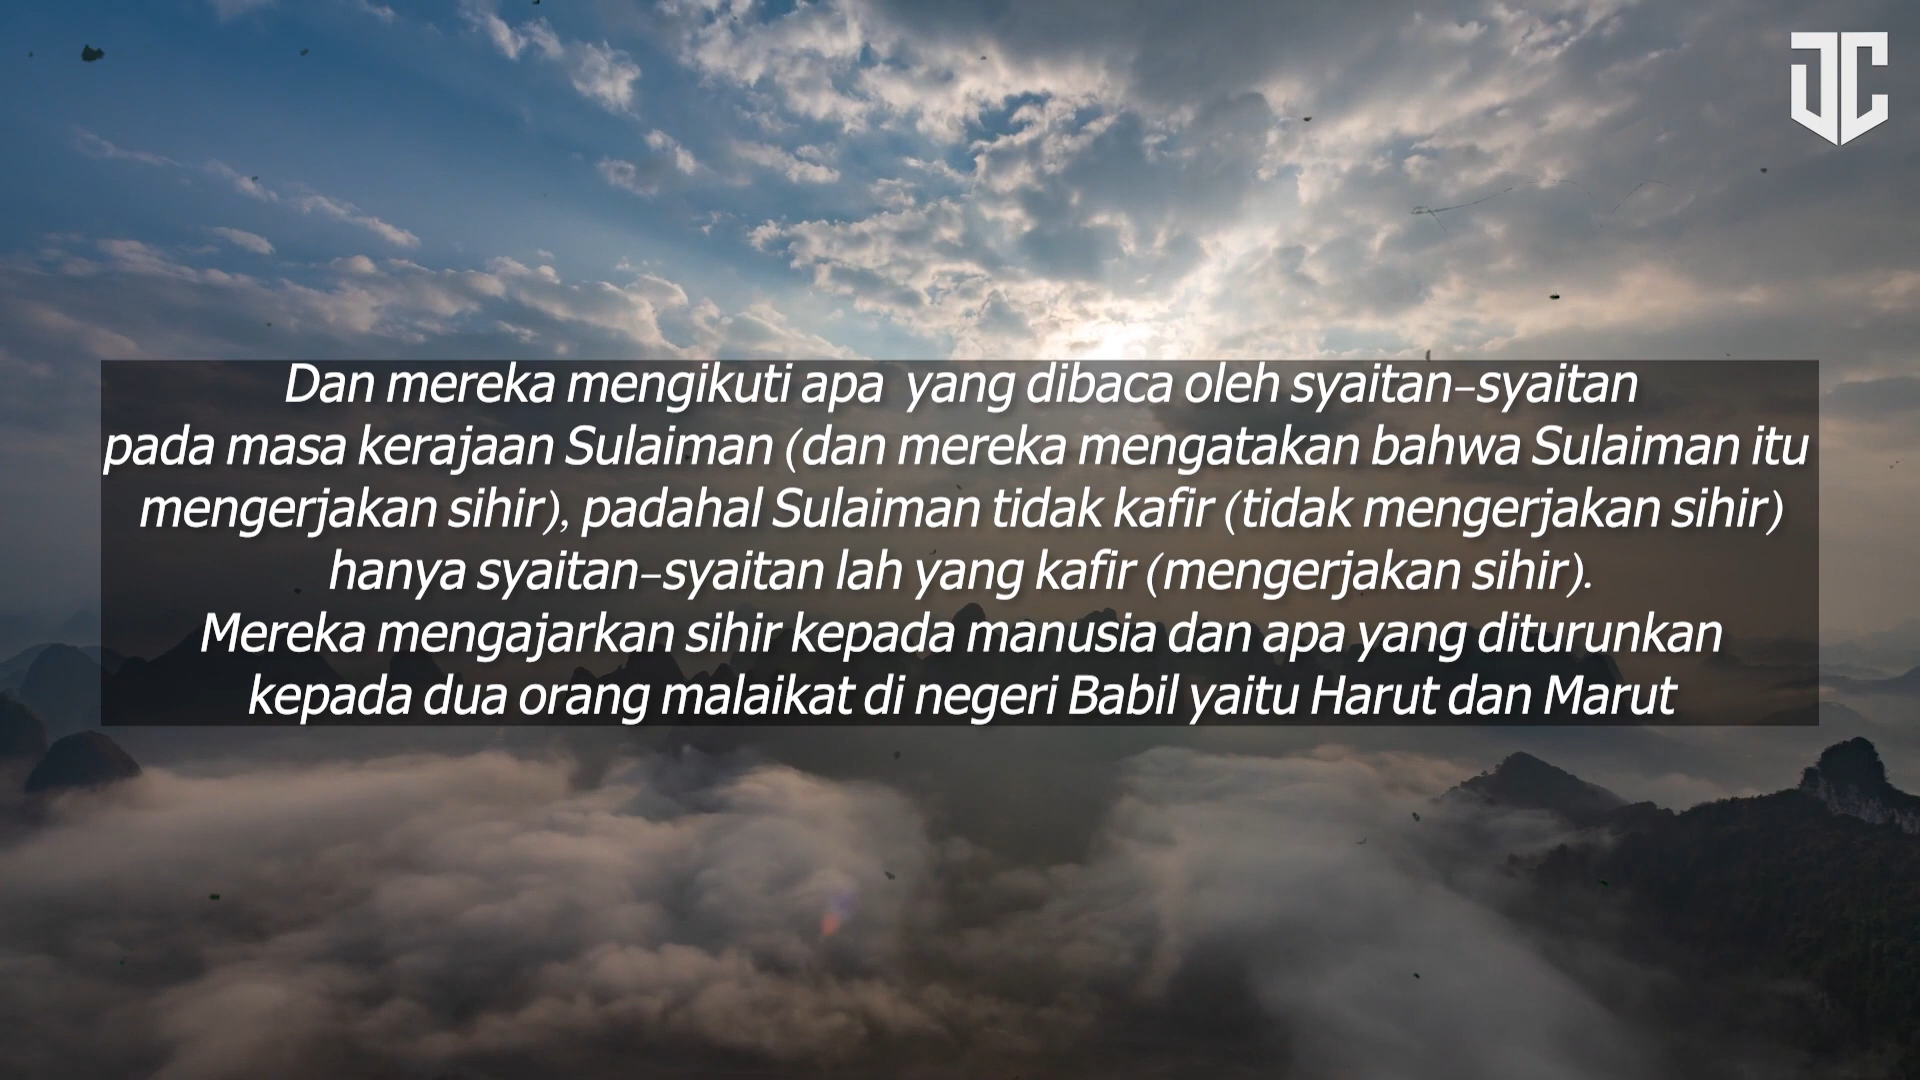 JC
Dan mereka mengikuti apa yang dibaca oleh syaitan-syaitan
pada masa kerajaan Sulaiman (dan mereka mengatakan bahwa Sulaiman itu
mengerjakan sihir), padahal Sulaiman tidak kafir (tidak mengerjakan sihir)
hanya syaitan-syaitan lah yang kafir (mengerjakan sihir).
Mereka mengajarkan sihir kepada manusia dan apa yang diturunkan
kepada dua orang malaikat di negeri Babil yaitu Harut dan Marut